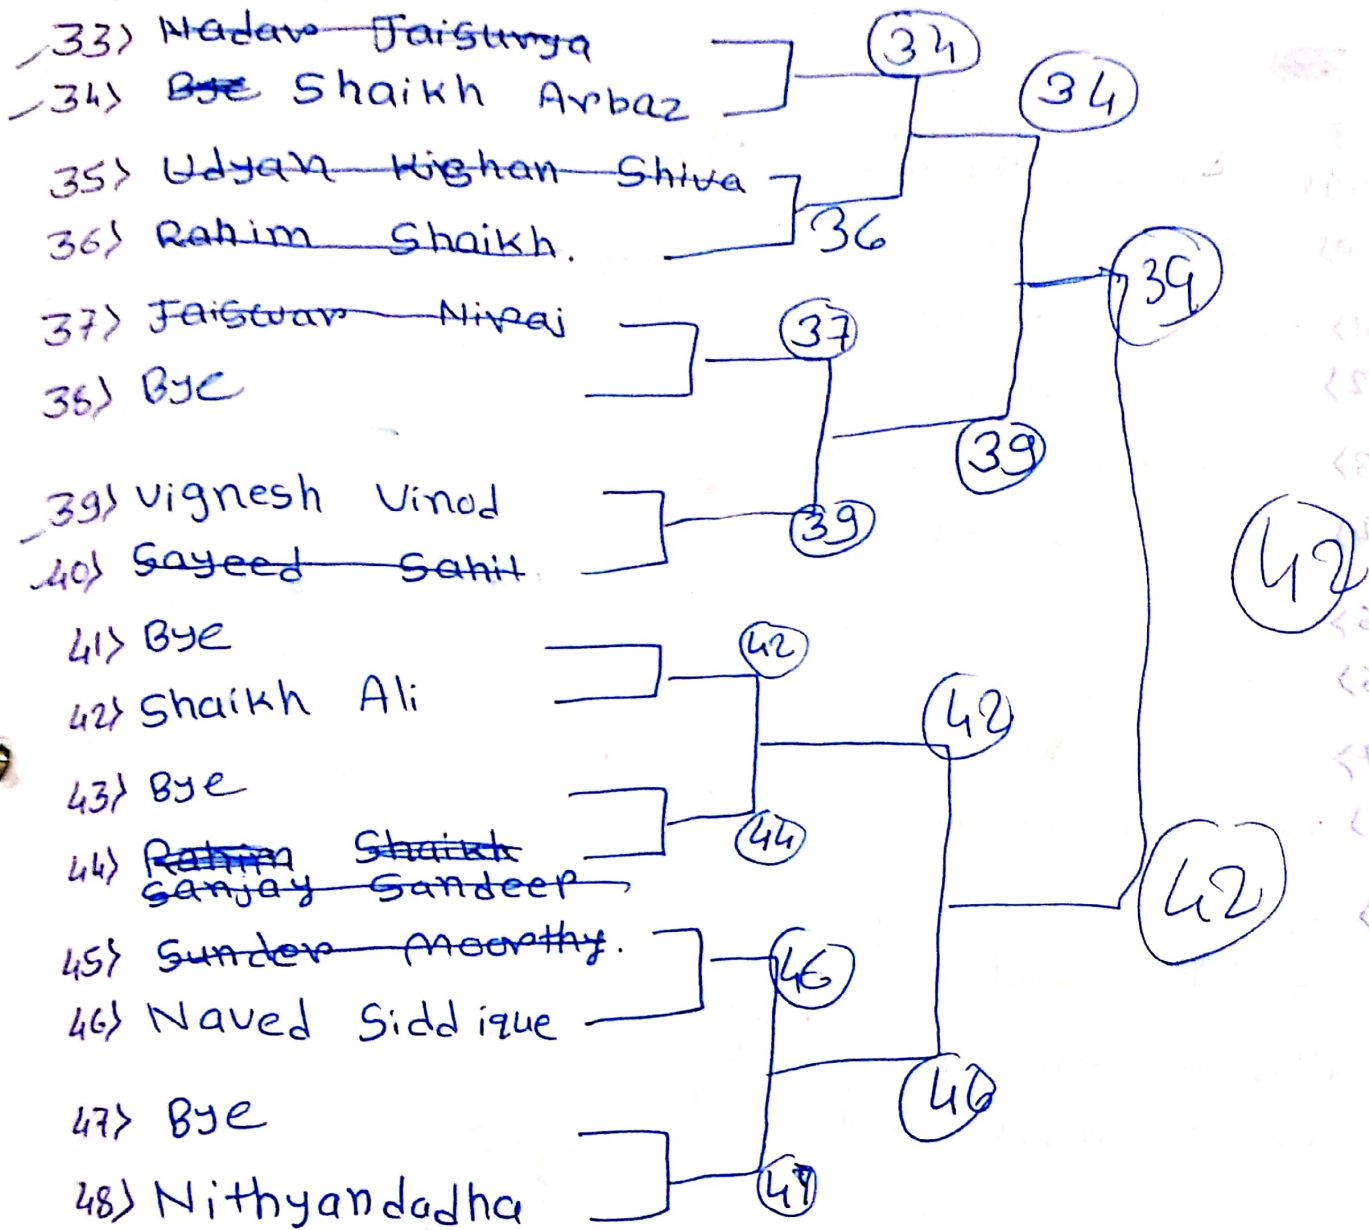 33) Nadav Jaisurya
34) Bye Shaikh Arbaz
35) Udyan Kishan Shiva
36) Rahim Shaikh.
37) Jaiswar Niraj
38) Bye
39) Vignesh Vinod
40) Sayeed Sahil
41) Bye
42) Shaikh Ali
43) Bye
44) Rahim Shaikh
Sanjay Sandeep
45) Sunder Moorthy.
46) Naved Siddique
47) Bye
48) Nithyandadha
34
36
37
39
42
44
46
34
39
42
46
39
42
42